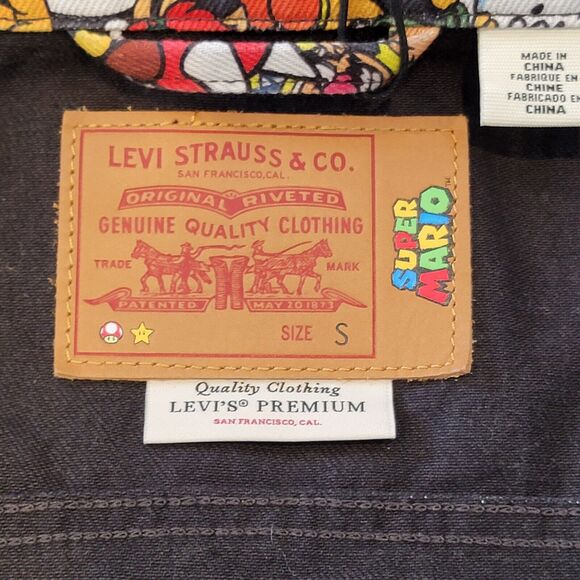 MADE IN
CHINA
FABRIQUE EN
CHINE
FABRICADO EN
CHINA
LEVI STRAUSS & CO.
SAN FRANCISCO, CAL.
ORIGINAL RIVETED
GENUINE QUALITY CLOTHING
TRADE MARK
PATENTED MAY 20 1873
SIZE S
SUPER
MARIO™
Quality Clothing
LEVI'S® PREMIUM
SAN FRANCISCO, CAL.